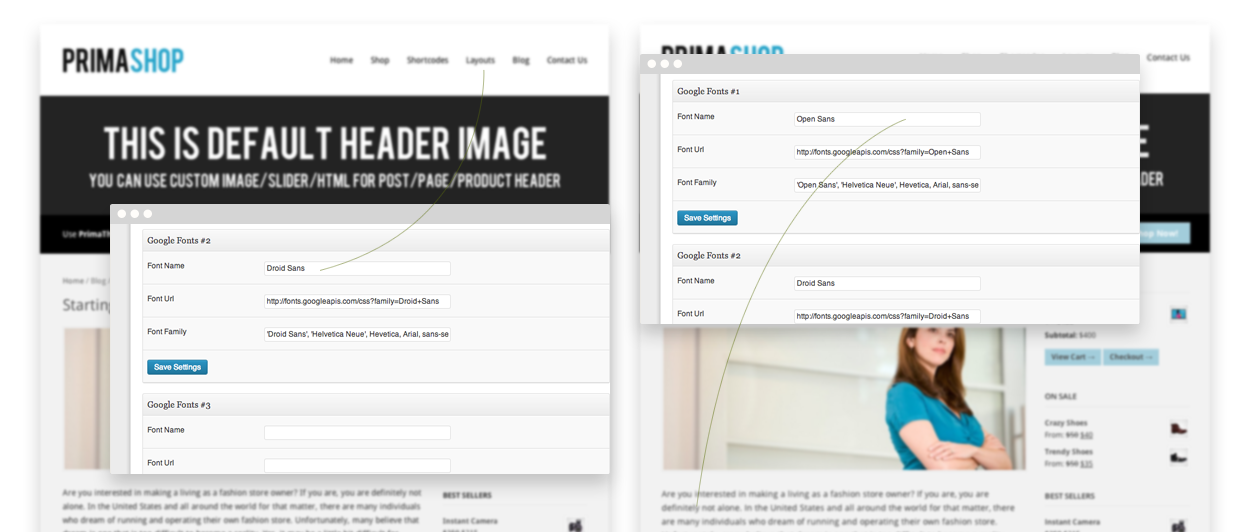 PRIMASHOP
Home Shop Shortcodes Layouts Blog Contact Us
THIS IS DEFAULT HEADER IMAGE
YOU CAN USE CUSTOM IMAGE/SLIDER/HTML FOR POST/PAGE/PRODUCT HEADER
Use
Home / Blog /
Google Fonts #2
Font Name
Droid Sans
Font Url
http://fonts.googleapis.com/css?family=Droid+Sans
Font Family
'Droid Sans', 'Helvetica Neue', Hevetica, Arial, sans-se
Save Settings
Google Fonts #3
Font Name
Font Url
Are you interested in making a living as a fashion store owner? If you are, you are definitely not
alone. In the United States and all around the world for that matter, there are many individuals
who dream of running and operating their own fashion store. Unfortunately, many believe that
BEST SELLERS
Instant Camera
PRIMASHOP
Contact Us
DER
Now!
Google Fonts #1
Font Name
Open Sans
Font Url
http://fonts.googleapis.com/css?family=Open+Sans
Font Family
'Open Sans', 'Helvetica Neue', Hevetica, Arial, sans-se
Save Settings
Google Fonts #2
Font Name
Droid Sans
Font Url
http://fonts.googleapis.com/css?family=Droid+Sans
Subtotal: $400
View Cart → Checkout →
ON SALE
Crazy Shoes
From: $50 $40
Trendy Shoes
From: $50 $35
Are you interested in making a living as a fashion store owner? If you are, you are
definitely not alone. In the United States and all around the world for that matter, there
are many individuals who dream of running and operating their own fashion store.
BEST SELLERS
Instant Camera